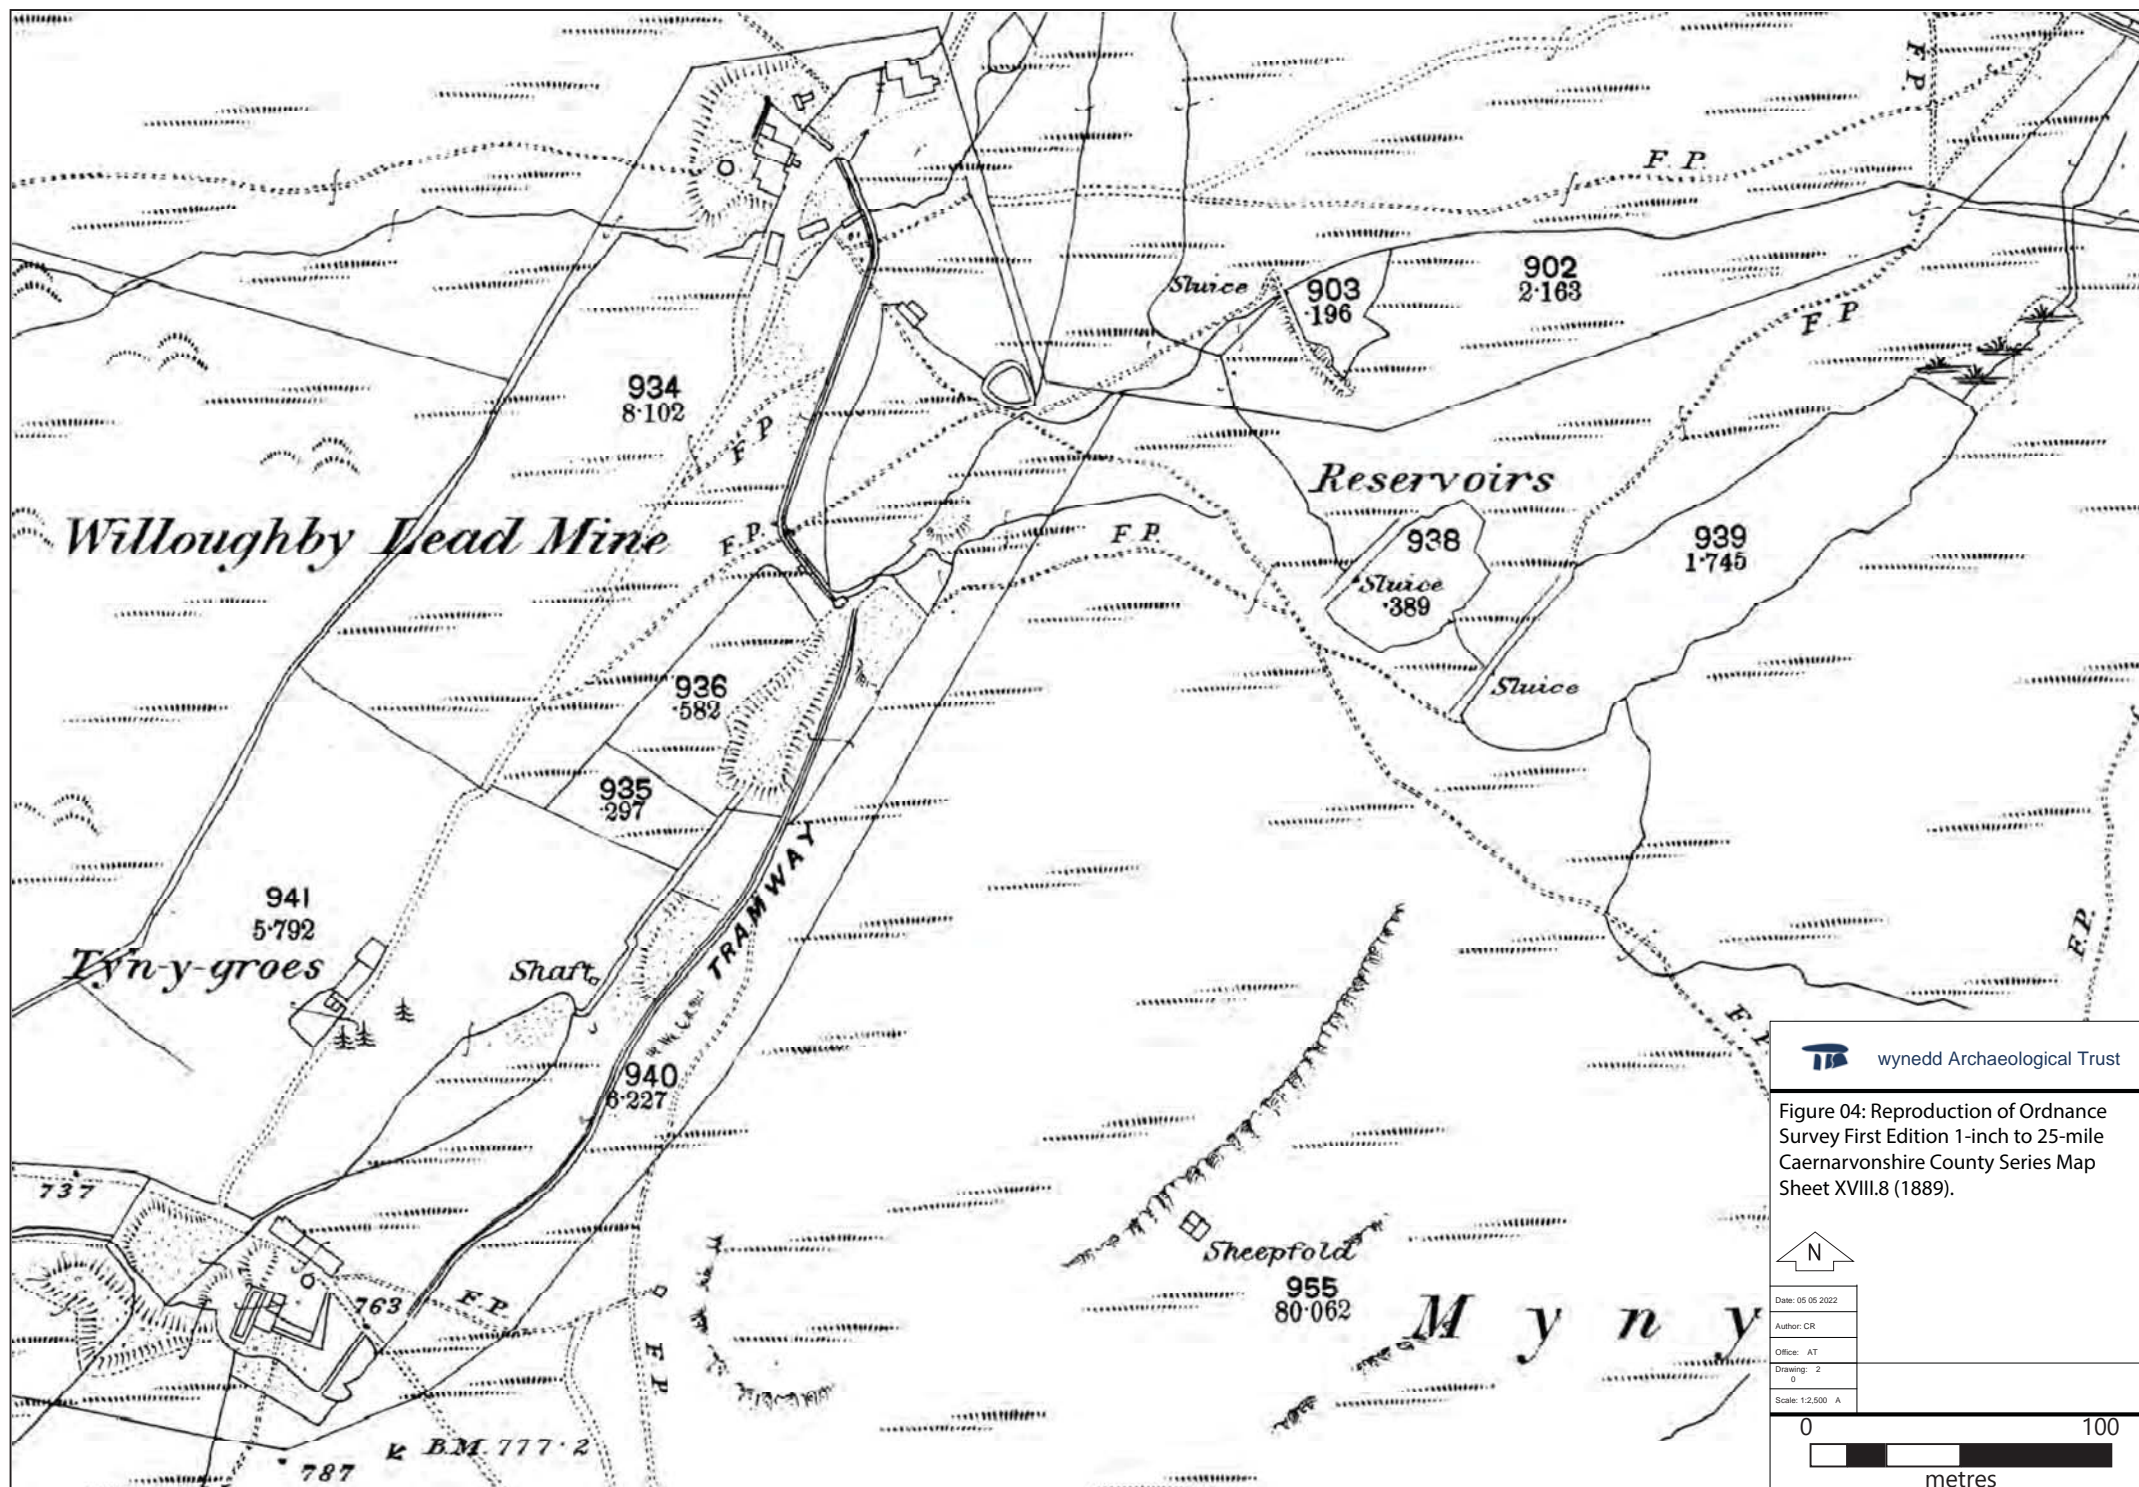 F. P.
F. P.
Sluice
903
·196
902
2·163
F. P
934
8·102
F. P
Reservoirs
Willoughby Lead Mine
F. P.
F. P.
938
Sluice
·389
939
1·745
936
·582
Sluice
935
·297
TRAMWAY
941
5·792
Tyn-y-groes
Shaft
F. P.
F. P.
940
6·227
737
Sheepfold
955
80·062
M y n y
763
F. P.
F. P.
B.M. 777·2
787
wynedd Archaeological Trust
Figure 04: Reproduction of Ordnance
Survey First Edition 1-inch to 25-mile
Caernarvonshire County Series Map
Sheet XVIII.8 (1889).
N
Date: 05 05 2022
Author: CR
Office: AT
Drawing: 2
0
Scale: 1:2,500 A
0 100
metres